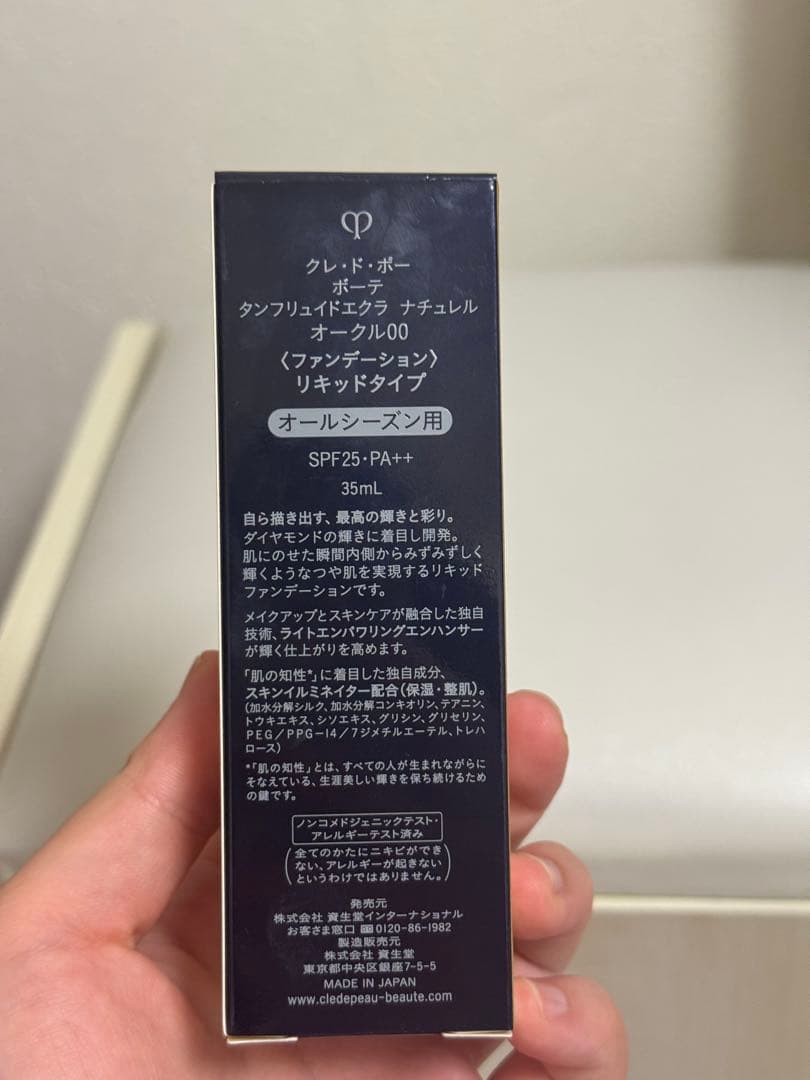 クレ・ド・ポー
ボーテ
タンフリュイドエクラ ナチュレル
オークル00
〈ファンデーション〉
リキッドタイプ
オールシーズン用
SPF25・PA++
35mL
自ら描き出す、最高の輝きと彩り。
ダイヤモンドの輝きに着目し開発。
肌にのせた瞬間内側からみずみずしく
輝くようなつや肌を実現するリキッド
ファンデーションです。
メイクアップとスキンケアが融合した独自
技術、ライトエンパワリングエンハンサー
が輝く仕上がりを高めます。
「肌の知性*」に着目した独自成分、
スキンイルミネイター配合（保湿・整肌）。
（加水分解シルク、加水分解コンキオリン、テアニン、
トウキエキス、シソエキス、グリシン、グリセリン、
PEG／PPG-14／7ジメチルエーテル、トレハ
ロース）
*「肌の知性」とは、すべての人が生まれながらに
そなえている、生涯美しい輝きを保ち続けるため
の鍵です。
ノンコメドジェニックテスト・
アレルギーテスト済み
（全てのかたにニキビができ
ない、アレルギーが起きない
というわけではありません。）
発売元
株式会社 資生堂インターナショナル
お客さま窓口 0120-86-1982
製造販売元
株式会社 資生堂
東京都中央区銀座7-5-5
MADE IN JAPAN
www.cledepeau-beaute.com